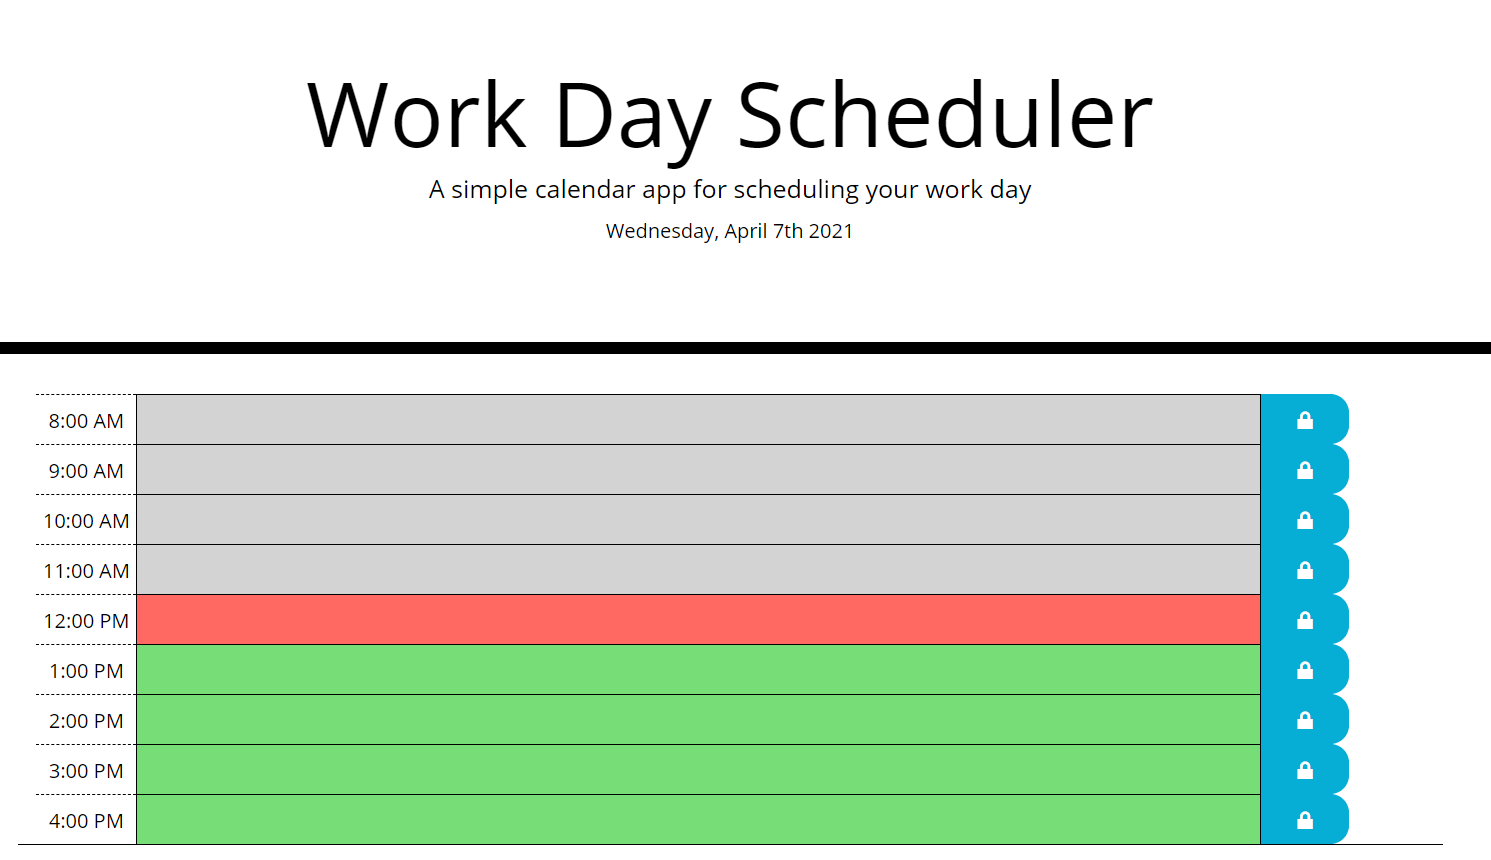 Work Day Scheduler
A simple calendar app for scheduling your work day
Wednesday, April 7th 2021
8:00 AM
9:00 AM
10:00 AM
11:00 AM
12:00 PM
1:00 PM
2:00 PM
3:00 PM
4:00 PM